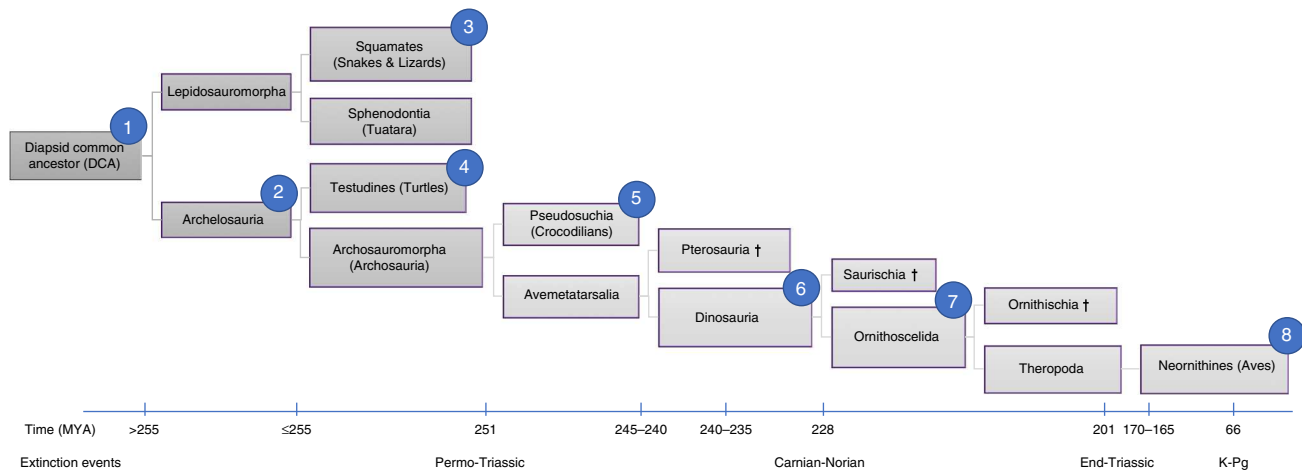 3
Squamates
(Snakes & Lizards)
Lepidosauromorpha
1
Sphenodontia
(Tuatara)
Diapsid common
ancestor (DCA)
4
2
Testudines (Turtles)
5
Archelosauria
Pseudosuchia
(Crocodilians)
Archosauromorpha
(Archosauria)
Pterosauria †
Saurischia †
6
Avemetatarsalia
7
Dinosauria
Ornithischia †
Ornithoscelida
8
Theropoda
Neornithines (Aves)
Time (MYA) >255 ≤255 251 245–240 240–235 228 201 170–165 66
Extinction events Permo-Triassic Carnian-Norian End-Triassic K-Pg